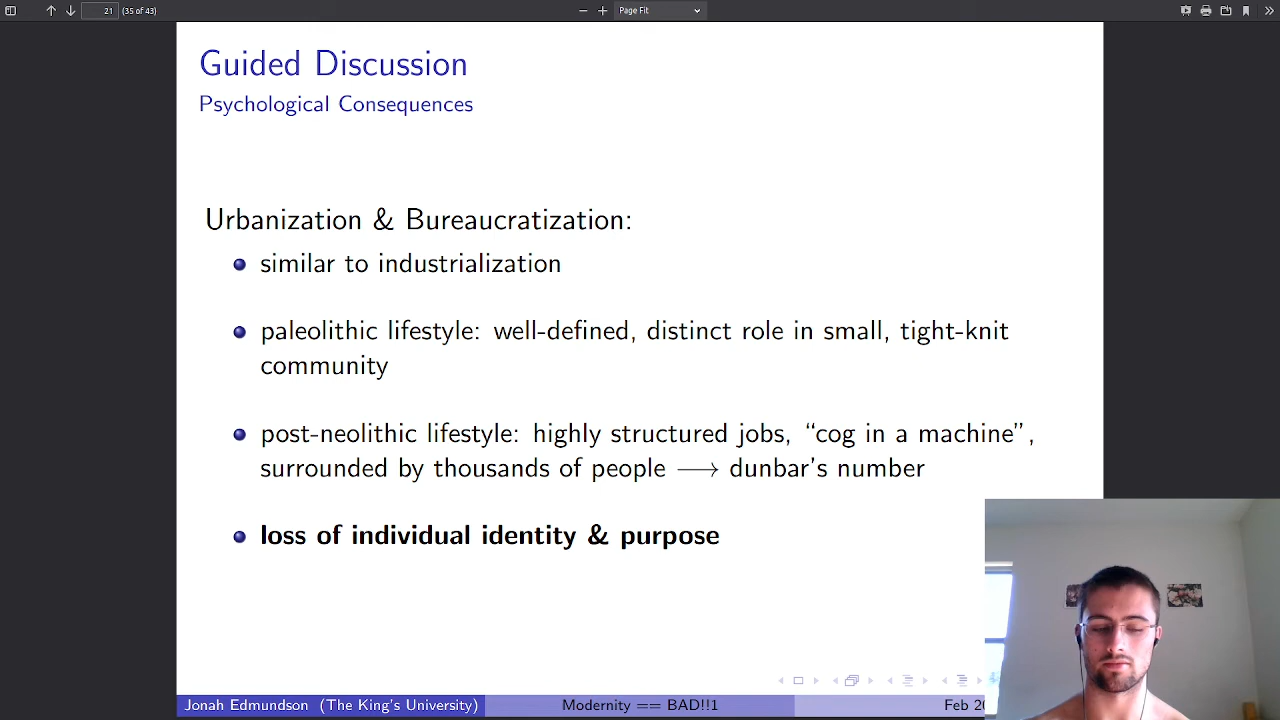 21 (35 of 43) Page Fit
Guided Discussion
Psychological Consequences
Urbanization & Bureaucratization:
similar to industrialization
paleolithic lifestyle: well-defined, distinct role in small, tight-knit
community
post-neolithic lifestyle: highly structured jobs, “cog in a machine”,
surrounded by thousands of people ⟶ dunbar's number
loss of individual identity & purpose
Jonah Edmundson (The King's University) Modernity == BAD!!1 Feb